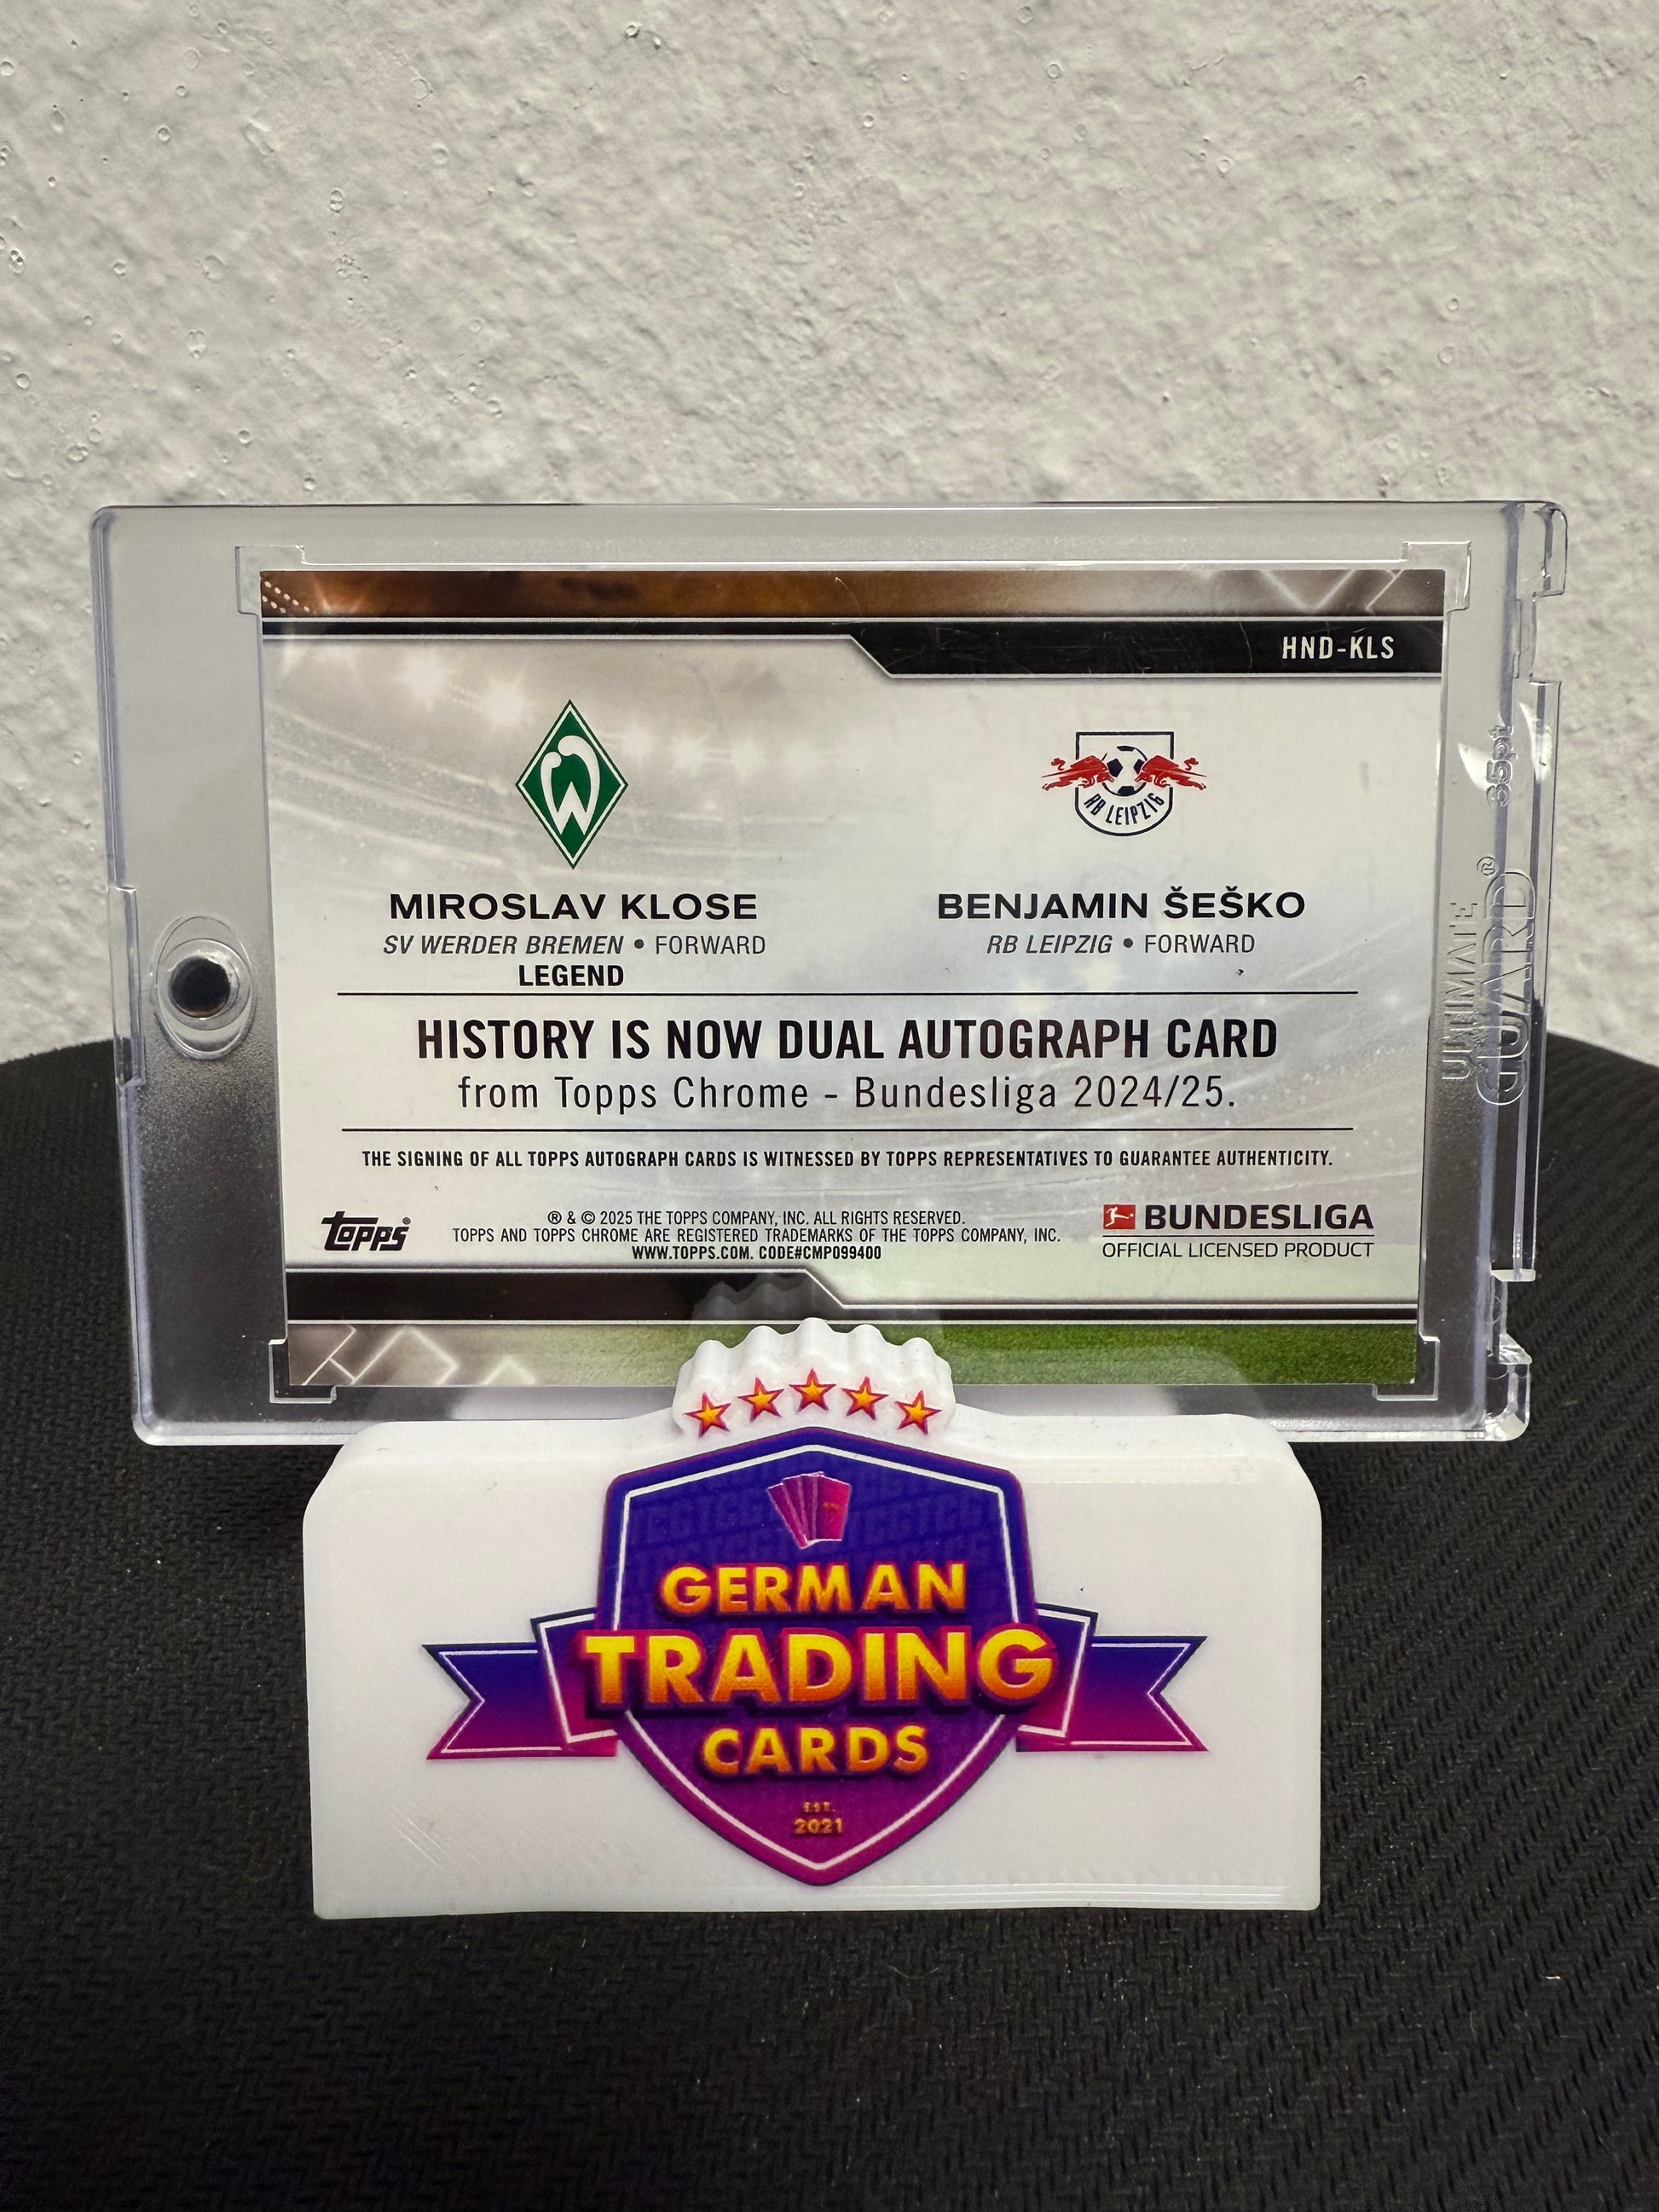 HND-KLS
RB LEIPZIG
MIROSLAV KLOSE
SV WERDER BREMEN • FORWARD
LEGEND
BENJAMIN ŠEŠKO
RB LEIPZIG • FORWARD
HISTORY IS NOW DUAL AUTOGRAPH CARD
from Topps Chrome - Bundesliga 2024/25.
THE SIGNING OF ALL TOPPS AUTOGRAPH CARDS IS WITNESSED BY TOPPS REPRESENTATIVES TO GUARANTEE AUTHENTICITY.
topps®
® & © 2025 THE TOPPS COMPANY, INC. ALL RIGHTS RESERVED.
TOPPS AND TOPPS CHROME ARE REGISTERED TRADEMARKS OF THE TOPPS COMPANY, INC.
WWW.TOPPS.COM. CODE#CMP099400
BUNDESLIGA
OFFICIAL LICENSED PRODUCT
ULTIMATE
GUARD®
35pt
GERMAN
TRADING
CARDS
EST.
2021